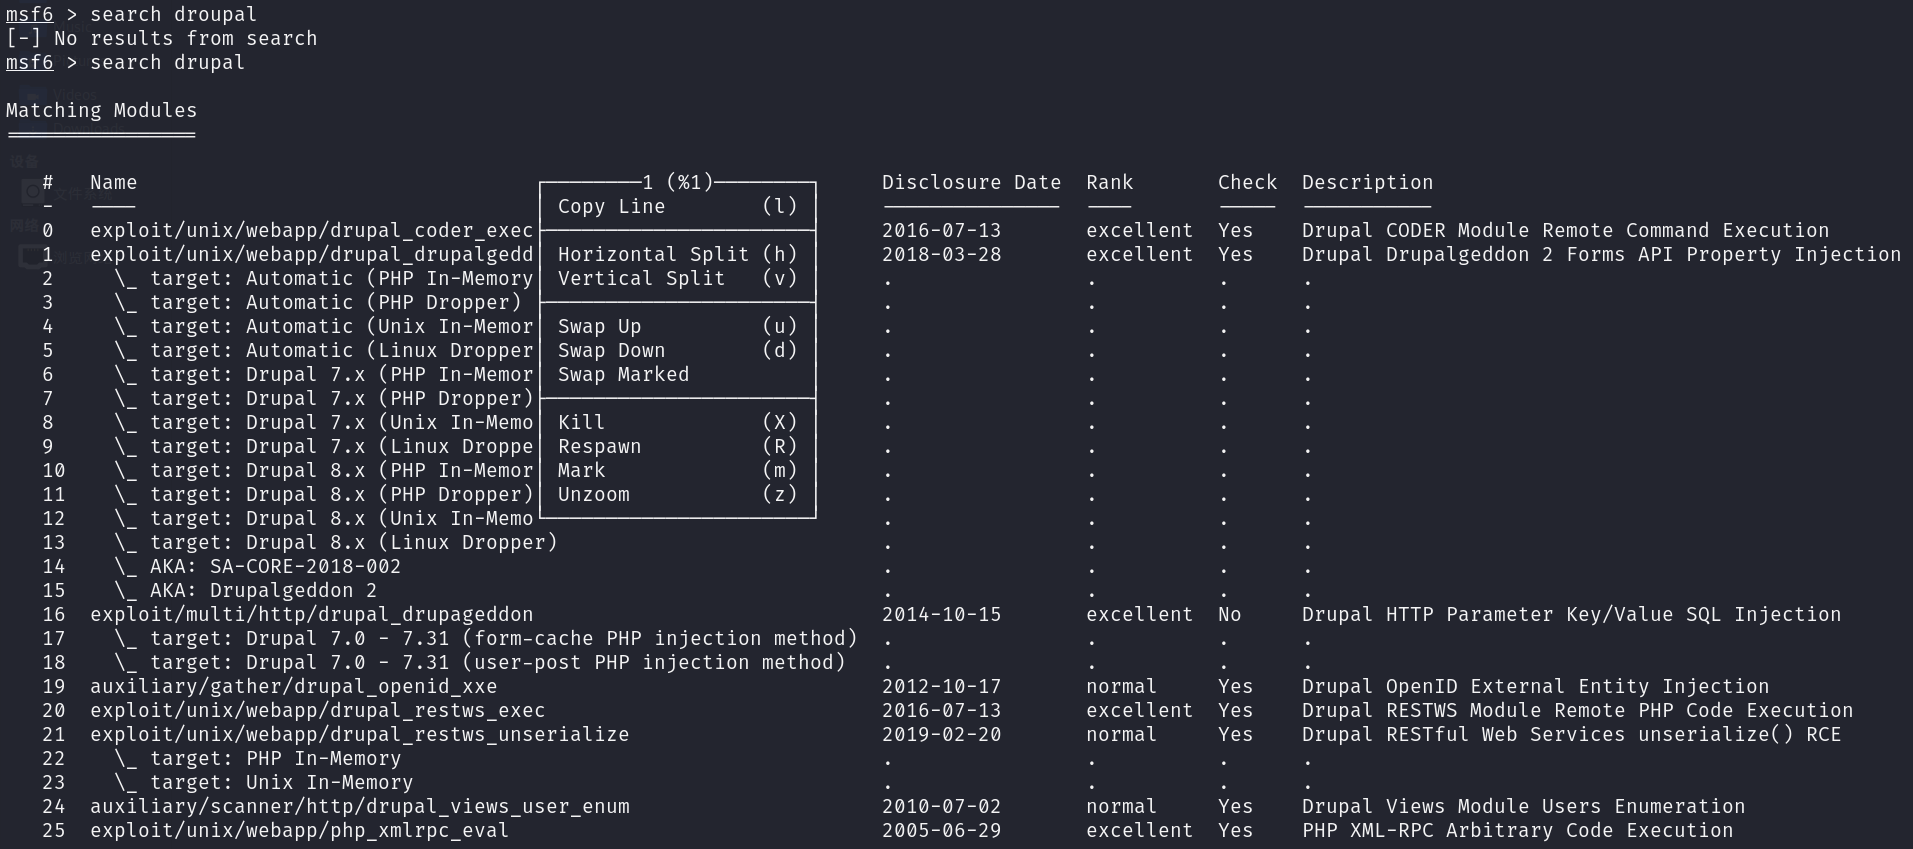 msf6 > search droupal
[-] No results from search
msf6 > search drupal
Videos
Matching Modules
================
设备
# Name 1 (%1) Disclosure Date Rank Check Description
- ---- Copy Line (l) --------------- ---- ----- -----------
网络
0 exploit/unix/webapp/drupal_coder_exec 2016-07-13 excellent Yes Drupal CODER Module Remote Command Execution
1 exploit/unix/webapp/drupal_drupalgedd Horizontal Split (h) 2018-03-28 excellent Yes Drupal Drupalgeddon 2 Forms API Property Injection
2 \_ target: Automatic (PHP In-Memory Vertical Split (v) . . . .
3 \_ target: Automatic (PHP Dropper) . . . .
4 \_ target: Automatic (Unix In-Memor Swap Up (u) . . . .
5 \_ target: Automatic (Linux Dropper Swap Down (d) . . . .
6 \_ target: Drupal 7.x (PHP In-Memor Swap Marked . . . .
7 \_ target: Drupal 7.x (PHP Dropper) . . . .
8 \_ target: Drupal 7.x (Unix In-Memo Kill (X) . . . .
9 \_ target: Drupal 7.x (Linux Droppe Respawn (R) . . . .
10 \_ target: Drupal 8.x (PHP In-Memor Mark (m) . . . .
11 \_ target: Drupal 8.x (PHP Dropper) Unzoom (z) . . . .
12 \_ target: Drupal 8.x (Unix In-Memo . . . .
13 \_ target: Drupal 8.x (Linux Dropper) . . . .
14 \_ AKA: SA-CORE-2018-002 . . . .
15 \_ AKA: Drupalgeddon 2 . . . .
16 exploit/multi/http/drupal_drupageddon 2014-10-15 excellent No Drupal HTTP Parameter Key/Value SQL Injection
17 \_ target: Drupal 7.0 - 7.31 (form-cache PHP injection method) . . . .
18 \_ target: Drupal 7.0 - 7.31 (user-post PHP injection method) . . . .
19 auxiliary/gather/drupal_openid_xxe 2012-10-17 normal Yes Drupal OpenID External Entity Injection
20 exploit/unix/webapp/drupal_restws_exec 2016-07-13 excellent Yes Drupal RESTWS Module Remote PHP Code Execution
21 exploit/unix/webapp/drupal_restws_unserialize 2019-02-20 normal Yes Drupal RESTful Web Services unserialize() RCE
22 \_ target: PHP In-Memory . . . .
23 \_ target: Unix In-Memory . . . .
24 auxiliary/scanner/http/drupal_views_user_enum 2010-07-02 normal Yes Drupal Views Module Users Enumeration
25 exploit/unix/webapp/php_xmlrpc_eval 2005-06-29 excellent Yes PHP XML-RPC Arbitrary Code Execution